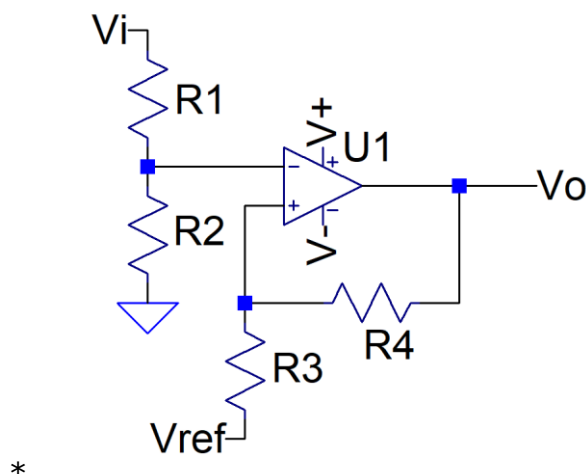 Vi
R1
V+
U1
-
+
+
-
Vo
R2
V-
R4
R3
Vref
*